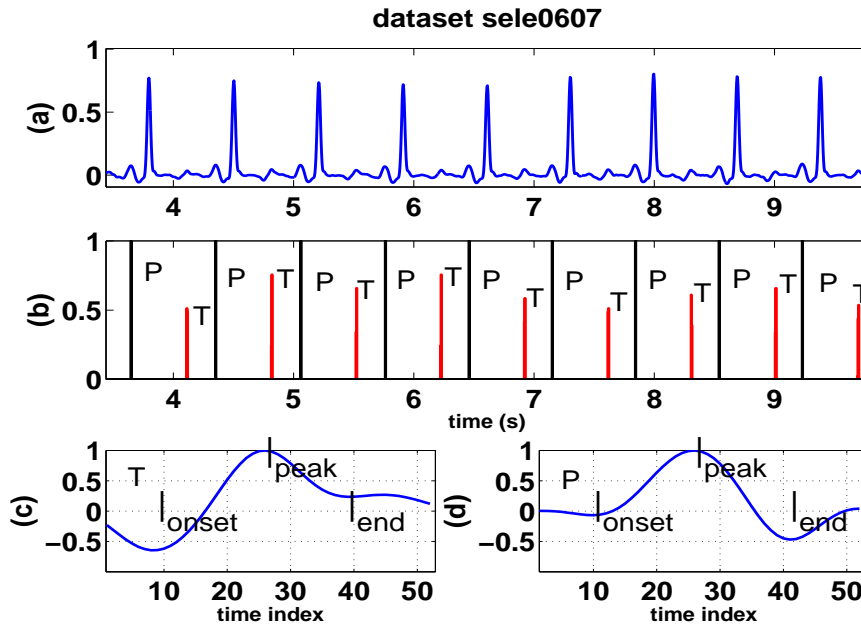 dataset sele0607
(a)
1
0.5
0
4 5 6 7 8 9
(b)
1
0.5
0
P T P T P T P T P T P T P T P T P T
4 5 6 7 8 9
time (s)
(c)
1
0.5
0
−0.5
T
peak
onset
end
10 20 30 40 50
time index
(d)
1
0.5
0
−0.5
P
peak
onset
end
10 20 30 40 50
time index